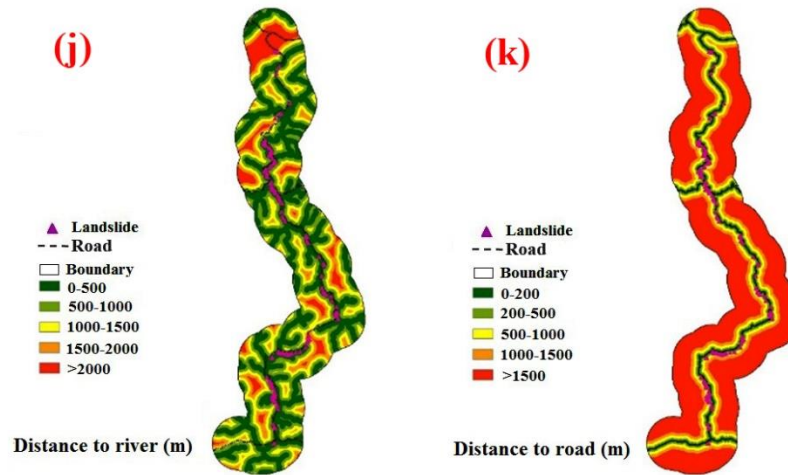 (j)
Landslide
Road
Boundary
0-500
500-1000
1000-1500
1500-2000
>2000
Distance to river (m)
(k)
Landslide
Road
Boundary
0-200
200-500
500-1000
1000-1500
>1500
Distance to road (m)